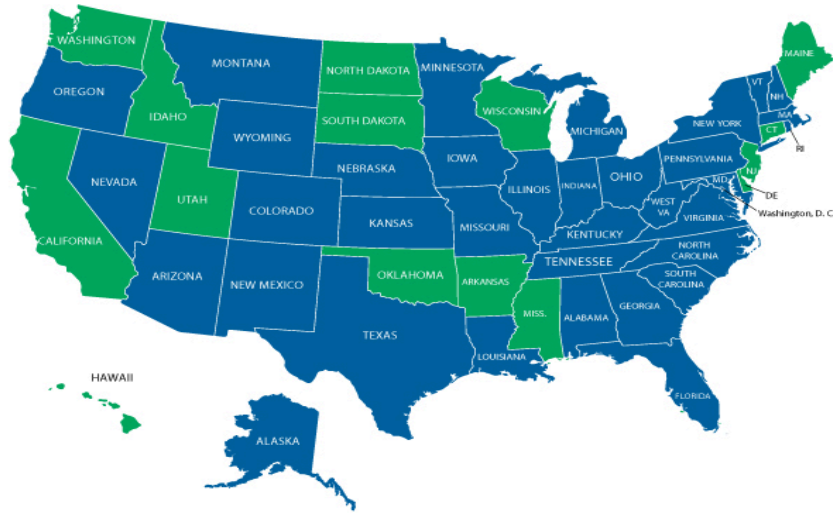 WASHINGTON
MONTANA
NORTH DAKOTA
MINNESOTA
MAINE
VT
NH
OREGON
IDAHO
SOUTH DAKOTA
WISCONSIN
MICHIGAN
NEW YORK
MA
CT
RI
WYOMING
NEBRASKA
IOWA
PENNSYLVANIA
NJ
NEVADA
UTAH
COLORADO
ILLINOIS
INDIANA
OHIO
MD
DE
WEST
VA
Washington, D. C
CALIFORNIA
KANSAS
MISSOURI
KENTUCKY
VIRGINIA
ARIZONA
NEW MEXICO
OKLAHOMA
ARKANSAS
TENNESSEE
NORTH
CAROLINA
SOUTH
CAROLINA
TEXAS
MISS.
ALABAMA
GEORGIA
LOUISIANA
HAWAII
FLORIDA
ALASKA